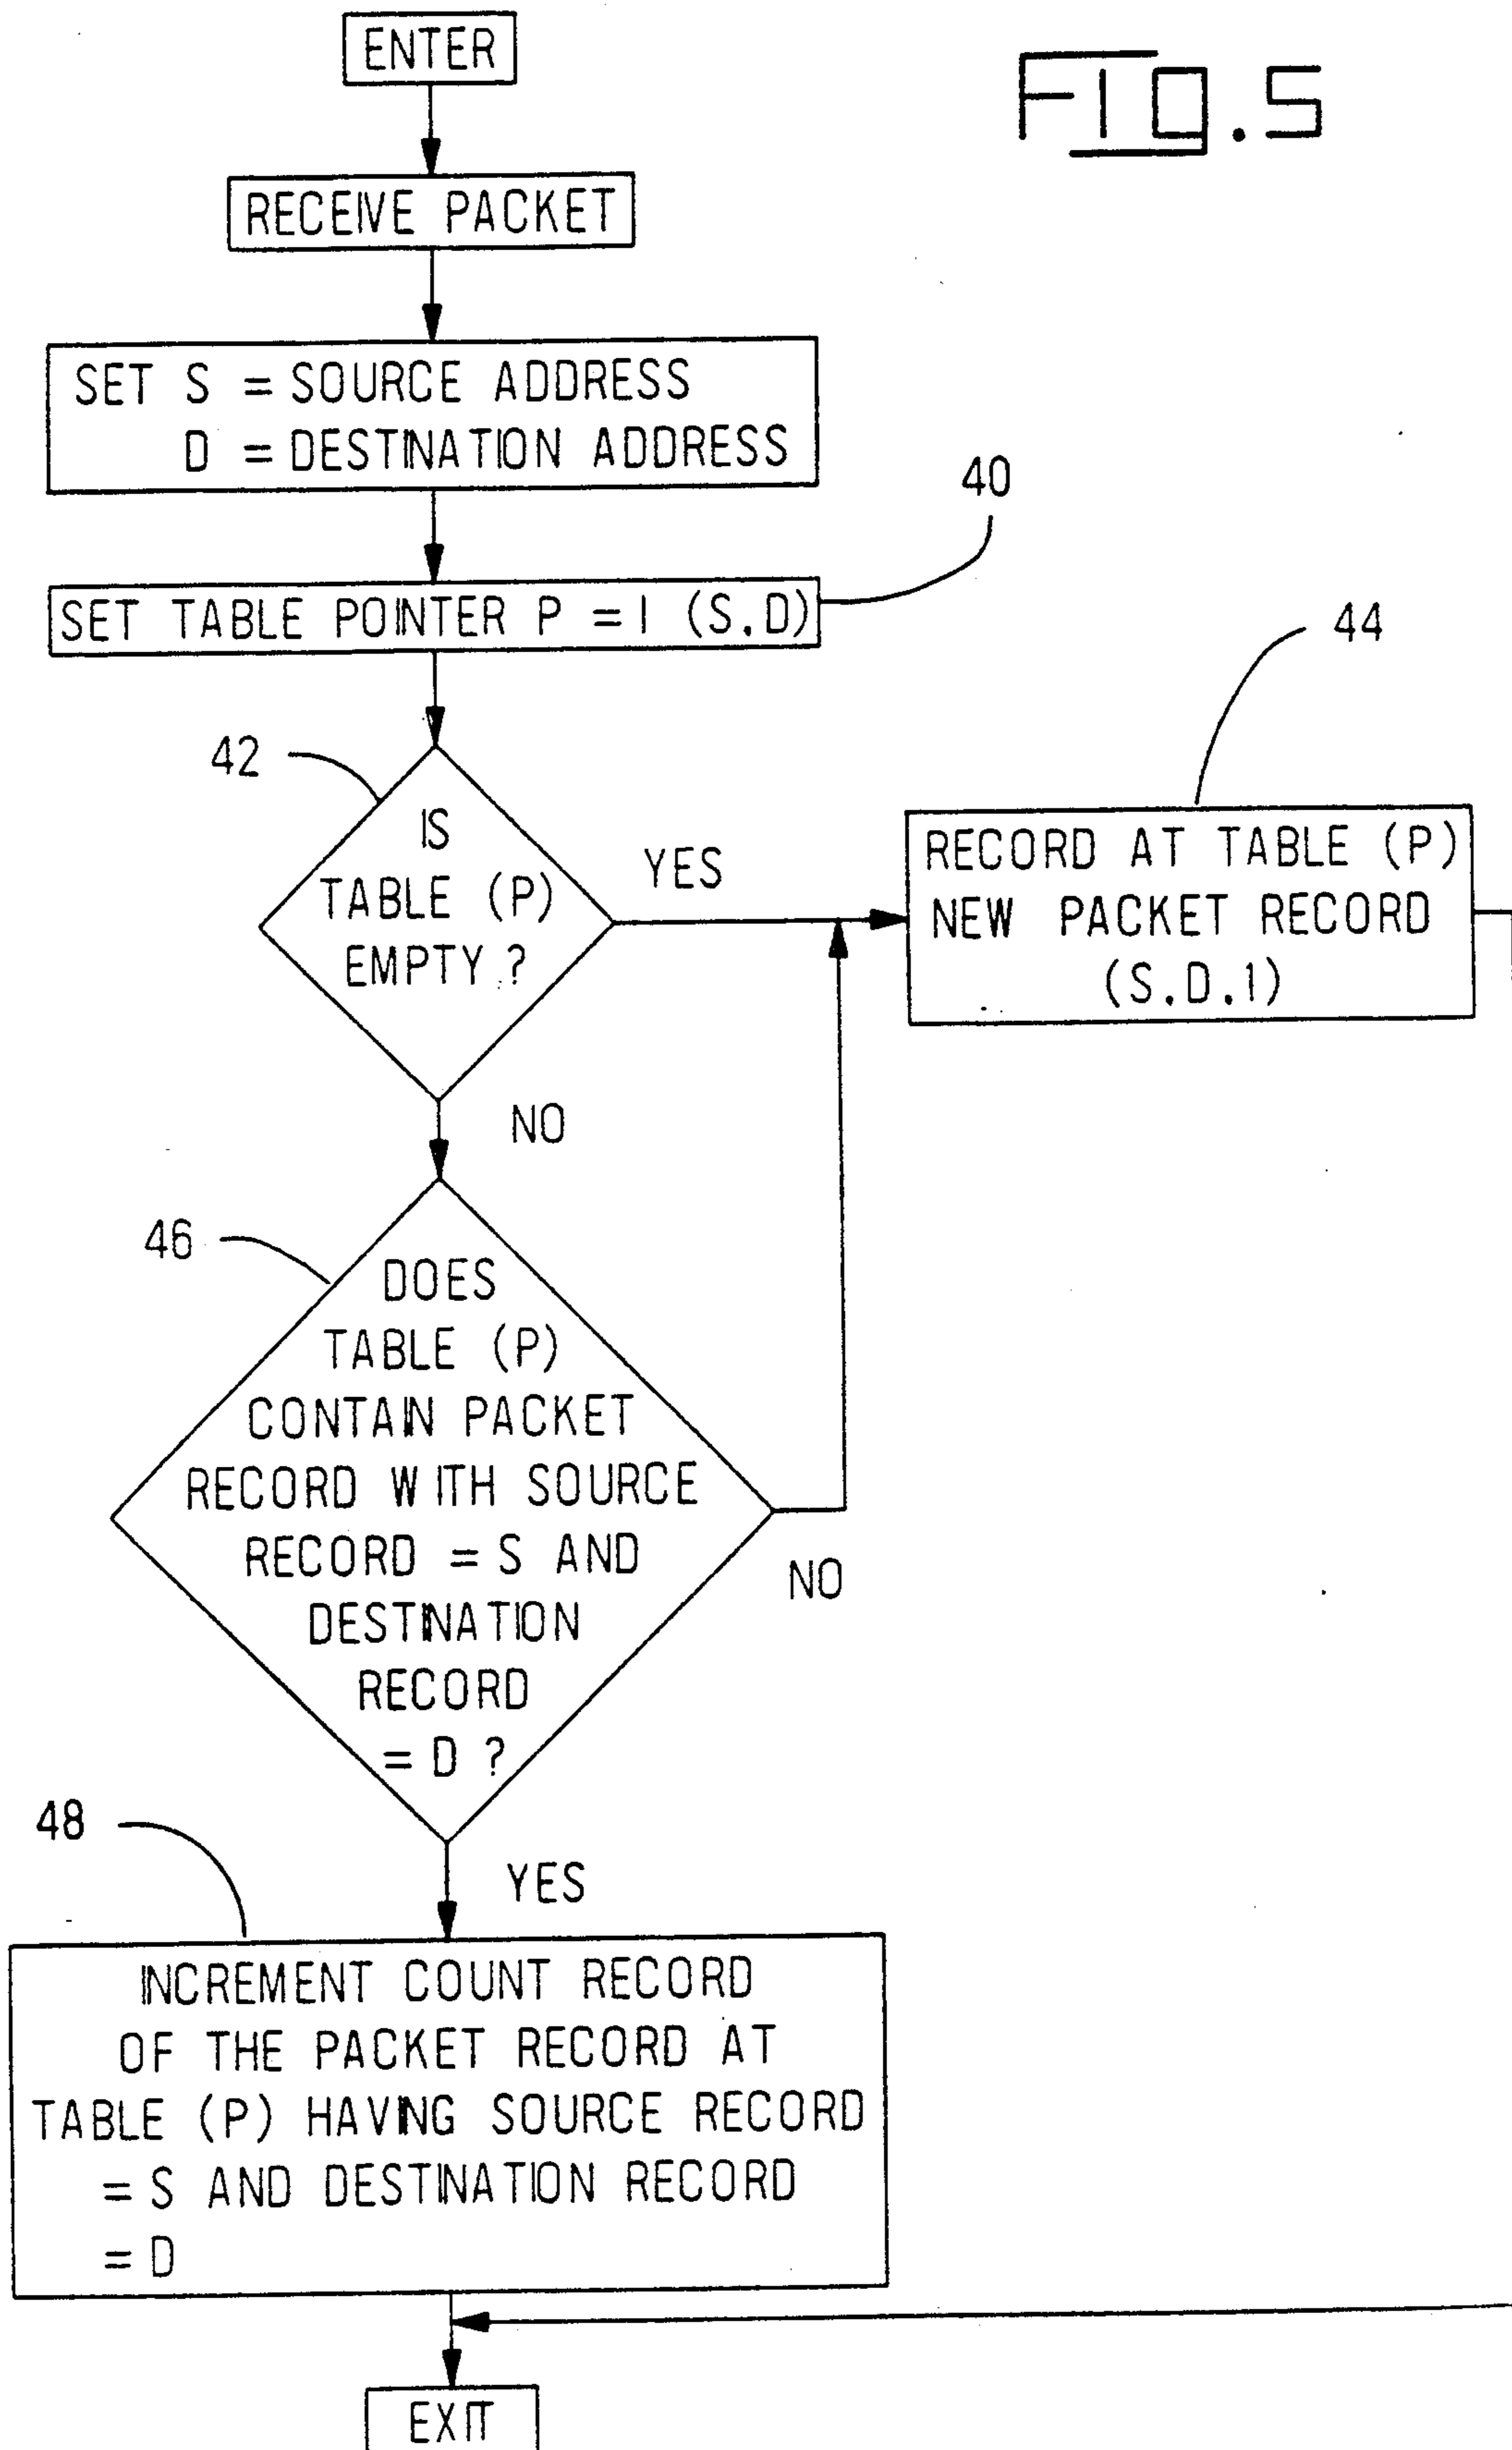 FIG.5
ENTER
RECEIVE PACKET
SET S = SOURCE ADDRESS
D = DESTINATION ADDRESS
40
SET TABLE POINTER P = I (S.D)
44
42
IS
TABLE (P)
EMPTY ?
YES
RECORD AT TABLE (P)
NEW PACKET RECORD
(S.D.1)
NO
46
DOES
TABLE (P)
CONTAIN PACKET
RECORD WITH SOURCE
RECORD = S AND
DESTINATION
RECORD
= D ?
NO
48
YES
INCREMENT COUNT RECORD
OF THE PACKET RECORD AT
TABLE (P) HAVING SOURCE RECORD
= S AND DESTINATION RECORD
= D
EXIT